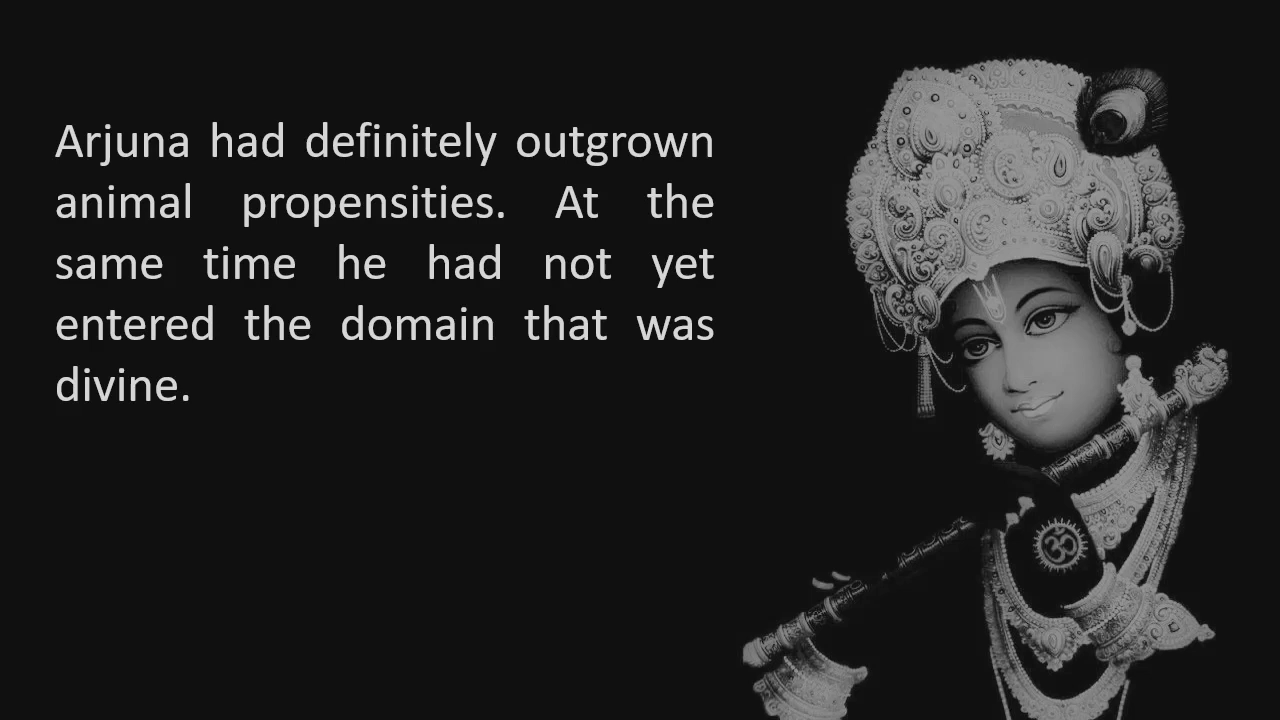 Arjuna had definitely outgrown
animal propensities. At the
same time he had not yet
entered the domain that was
divine.
ॐ